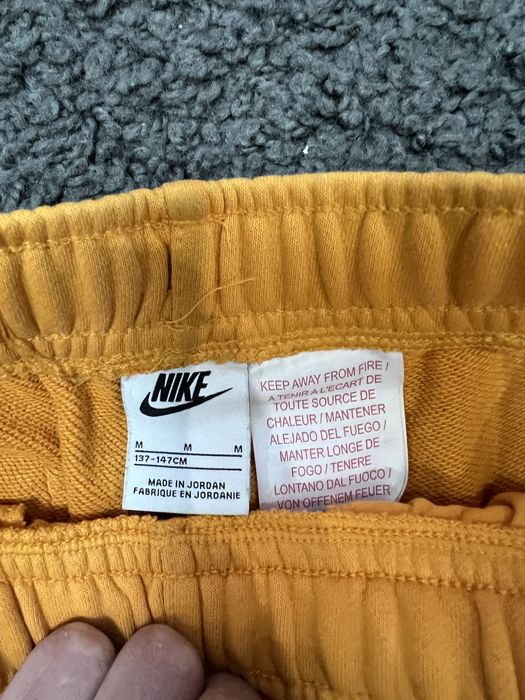 NIKE
M M M
137-147CM
MADE IN JORDAN
FABRIQUE EN JORDANIE
KEEP AWAY FROM FIRE /
A TENIR A L'ECART DE
TOUTE SOURCE DE
CHALEUR / MANTENER
ALEJADO DEL FUEGO /
MANTER LONGE DE
FOGO / TENERE
LONTANO DAL FUOCO /
VON OFFENEM FEUER